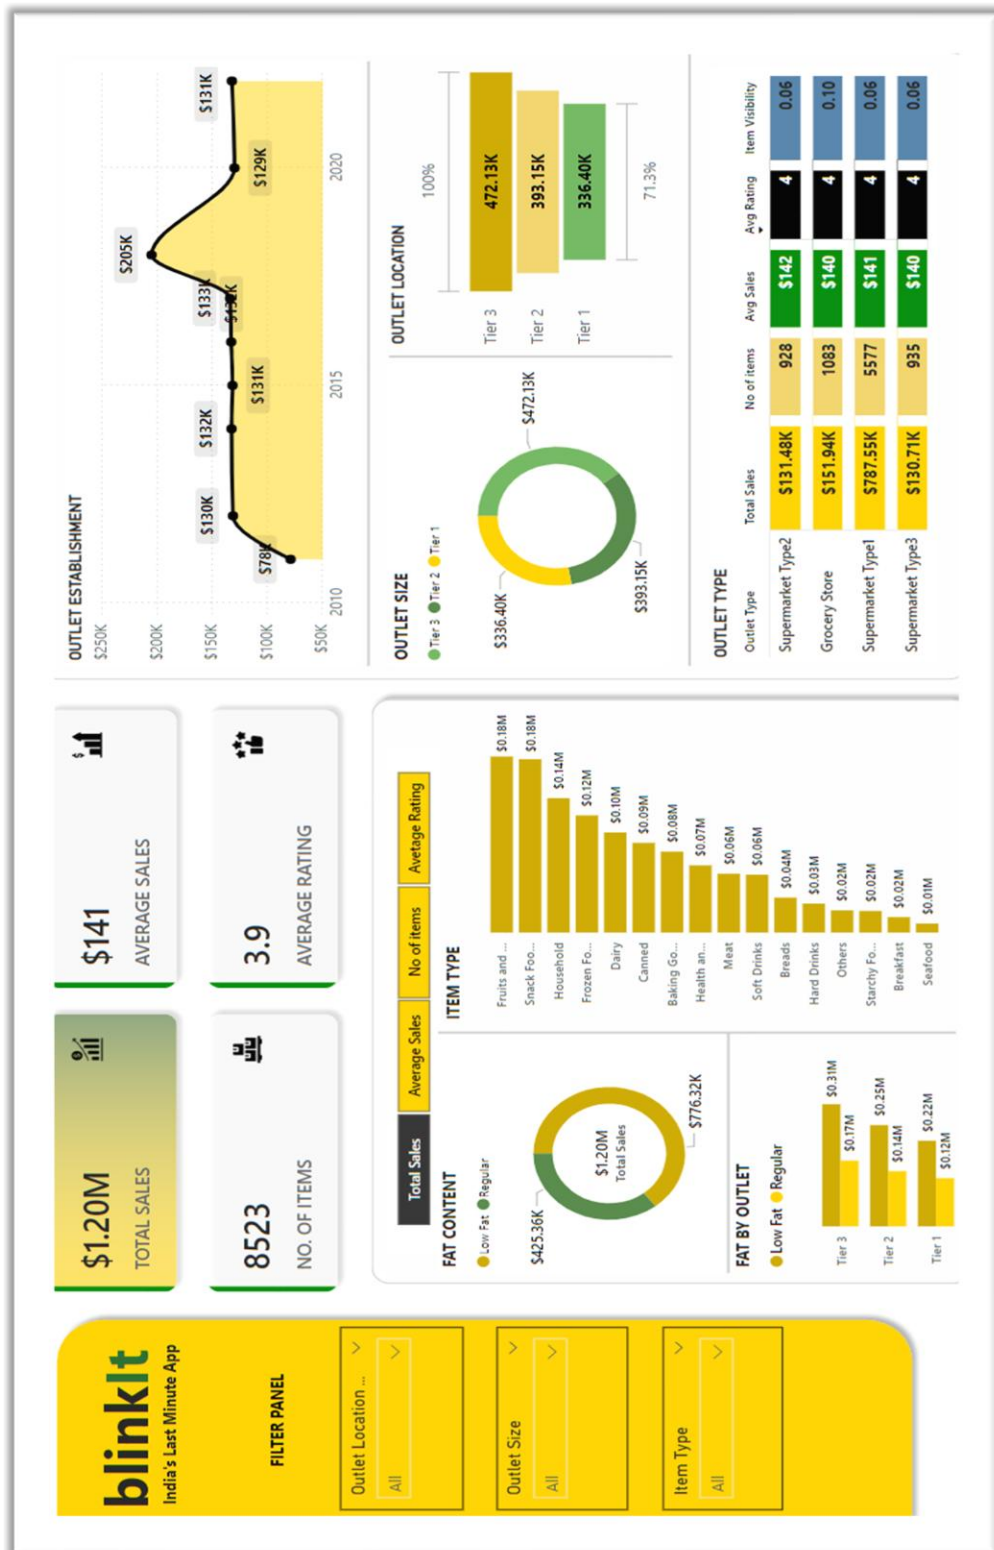 blinkIt
India's Last Minute App
FILTER PANEL
Outlet Location ...
All
Outlet Size
All
Item Type
All
$1.20M
TOTAL SALES
$141
AVERAGE SALES
8523
NO. OF ITEMS
3.9
AVERAGE RATING
Total Sales
Average Sales
No of items
Avetage Rating
FAT CONTENT
Low Fat Regular
$425.36K
$1.20M
Total Sales
$776.32K
FAT BY OUTLET
Low Fat Regular
Tier 3 $0.31M
$0.17M
Tier 2 $0.25M
$0.14M
Tier 1 $0.22M
$0.12M
ITEM TYPE
Fruits and ... $0.18M
Snack Foo... $0.18M
Household $0.14M
Frozen Fo... $0.12M
Dairy $0.10M
Canned $0.09M
Baking Go... $0.08M
Health an... $0.07M
Meat $0.06M
Soft Drinks $0.06M
Breads $0.04M
Hard Drinks $0.03M
Others $0.02M
Starchy Fo... $0.02M
Breakfast $0.02M
Seafood $0.01M
OUTLET ESTABLISHMENT
$250K
$200K
$150K
$100K
$50K
$78K
$130K
$132K
$131K
$133K
$205K
$129K
$131K
2010
2015
2020
OUTLET SIZE
Tier 3 Tier 2 Tier 1
$336.40K
$472.13K
$393.15K
OUTLET LOCATION
100%
Tier 3 472.13K
Tier 2 393.15K
Tier 1 336.40K
71.3%
OUTLET TYPE
Outlet Type Total Sales No of items Avg Sales Avg Rating Item Visibility
Supermarket Type2 $131.48K 928 $142 4 0.06
Grocery Store $151.94K 1083 $140 4 0.10
Supermarket Type1 $787.55K 5577 $141 4 0.06
Supermarket Type3 $130.71K 935 $140 4 0.06